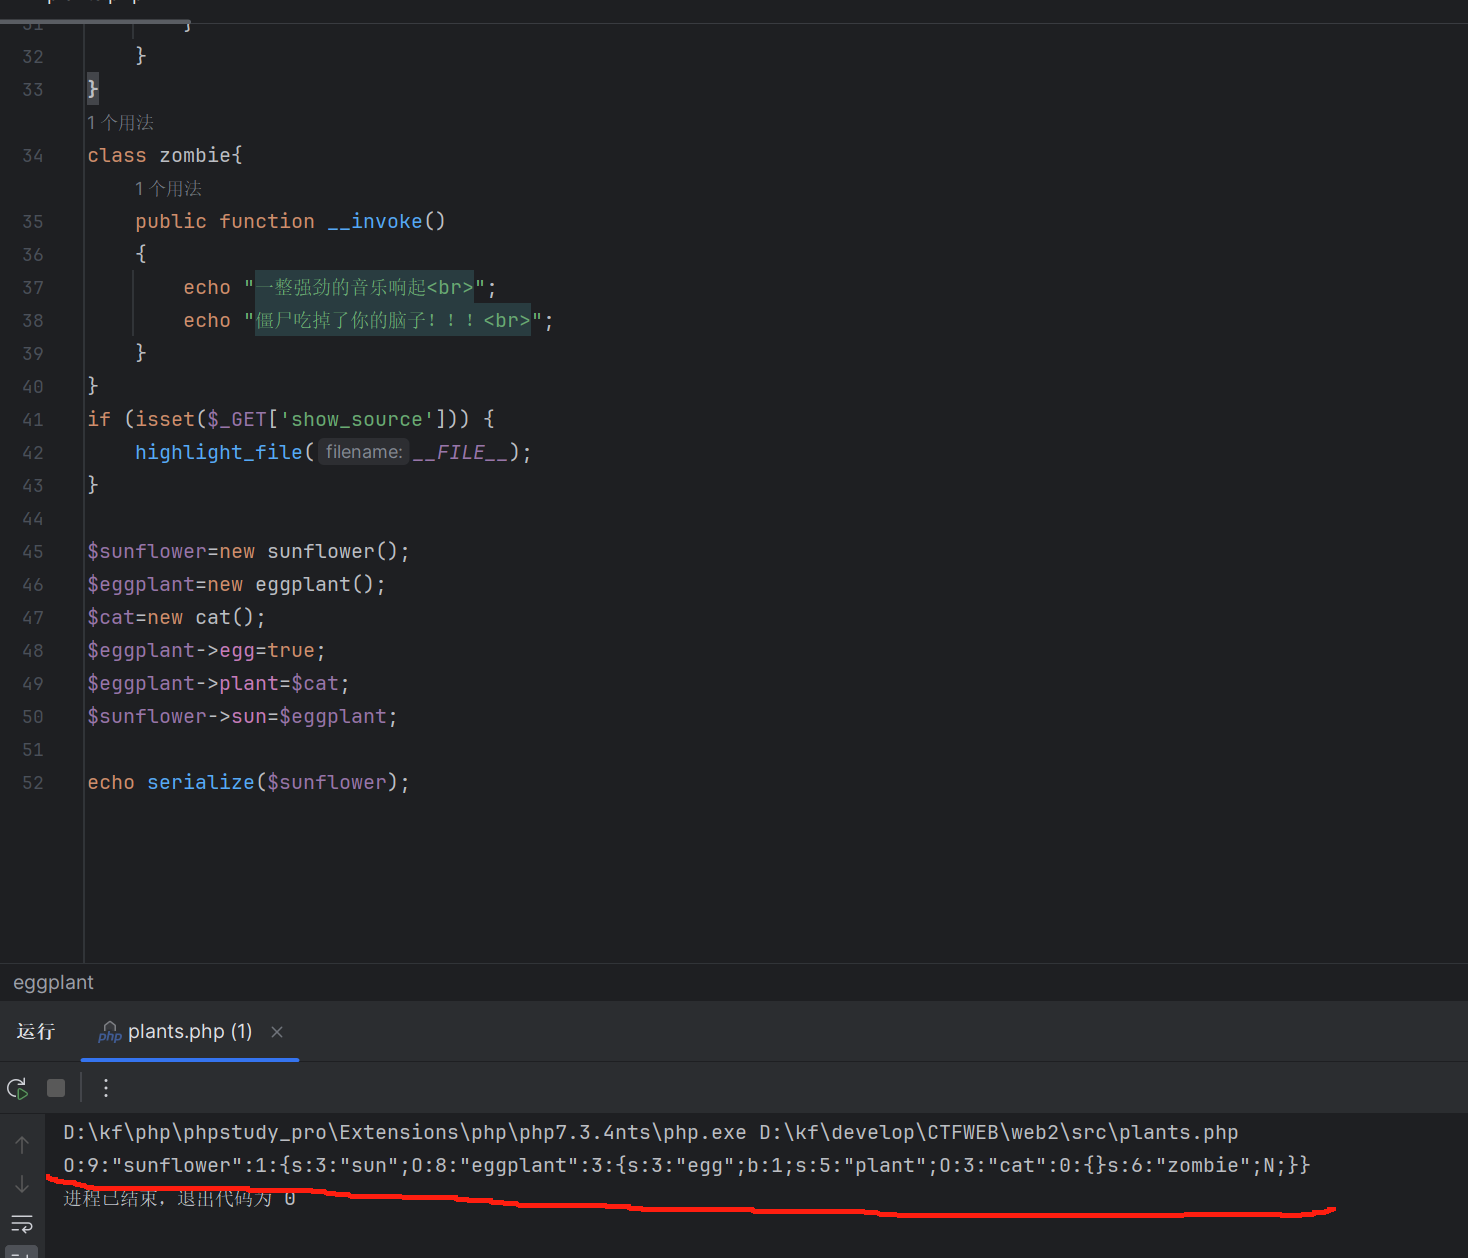 31 }
32 }
33 }
1 个用法
34 class zombie{
1 个用法
35 public function __invoke()
36 {
37 echo "一整强劲的音乐响起<br>";
38 echo "僵尸吃掉了你的脑子！！！<br>";
39 }
40 }
41 if (isset($_GET['show_source'])) {
42 highlight_file( filename: __FILE__);
43 }
44
45 $sunflower=new sunflower();
46 $eggplant=new eggplant();
47 $cat=new cat();
48 $eggplant->egg=true;
49 $eggplant->plant=$cat;
50 $sunflower->sun=$eggplant;
51
52 echo serialize($sunflower);
eggplant
运行 php plants.php (1) ×
D:\kf\php\phpstudy_pro\Extensions\php\php7.3.4nts\php.exe D:\kf\develop\CTFWEB\web2\src\plants.php
O:9:"sunflower":1:{s:3:"sun";O:8:"eggplant":3:{s:3:"egg";b:1;s:5:"plant";O:3:"cat":0:{}s:6:"zombie";N;}}
进程已结束，退出代码为 0